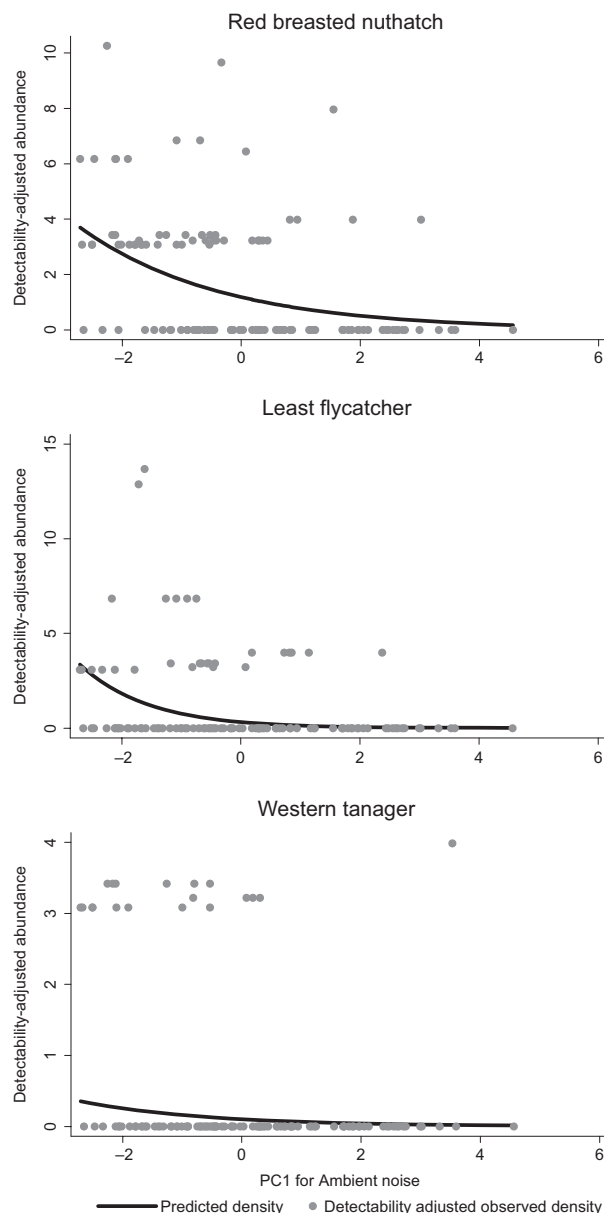 Red breasted nuthatch
Detectability-adjusted abundance
10
8
6
4
2
0
–2 0 2 4 6
Least flycatcher
Detectability-adjusted abundance
15
10
5
0
–2 0 2 4 6
Western tanager
Detectability-adjusted abundance
4
3
2
1
0
–2 0 2 4 6
PC1 for Ambient noise
Predicted density Detectability adjusted observed density